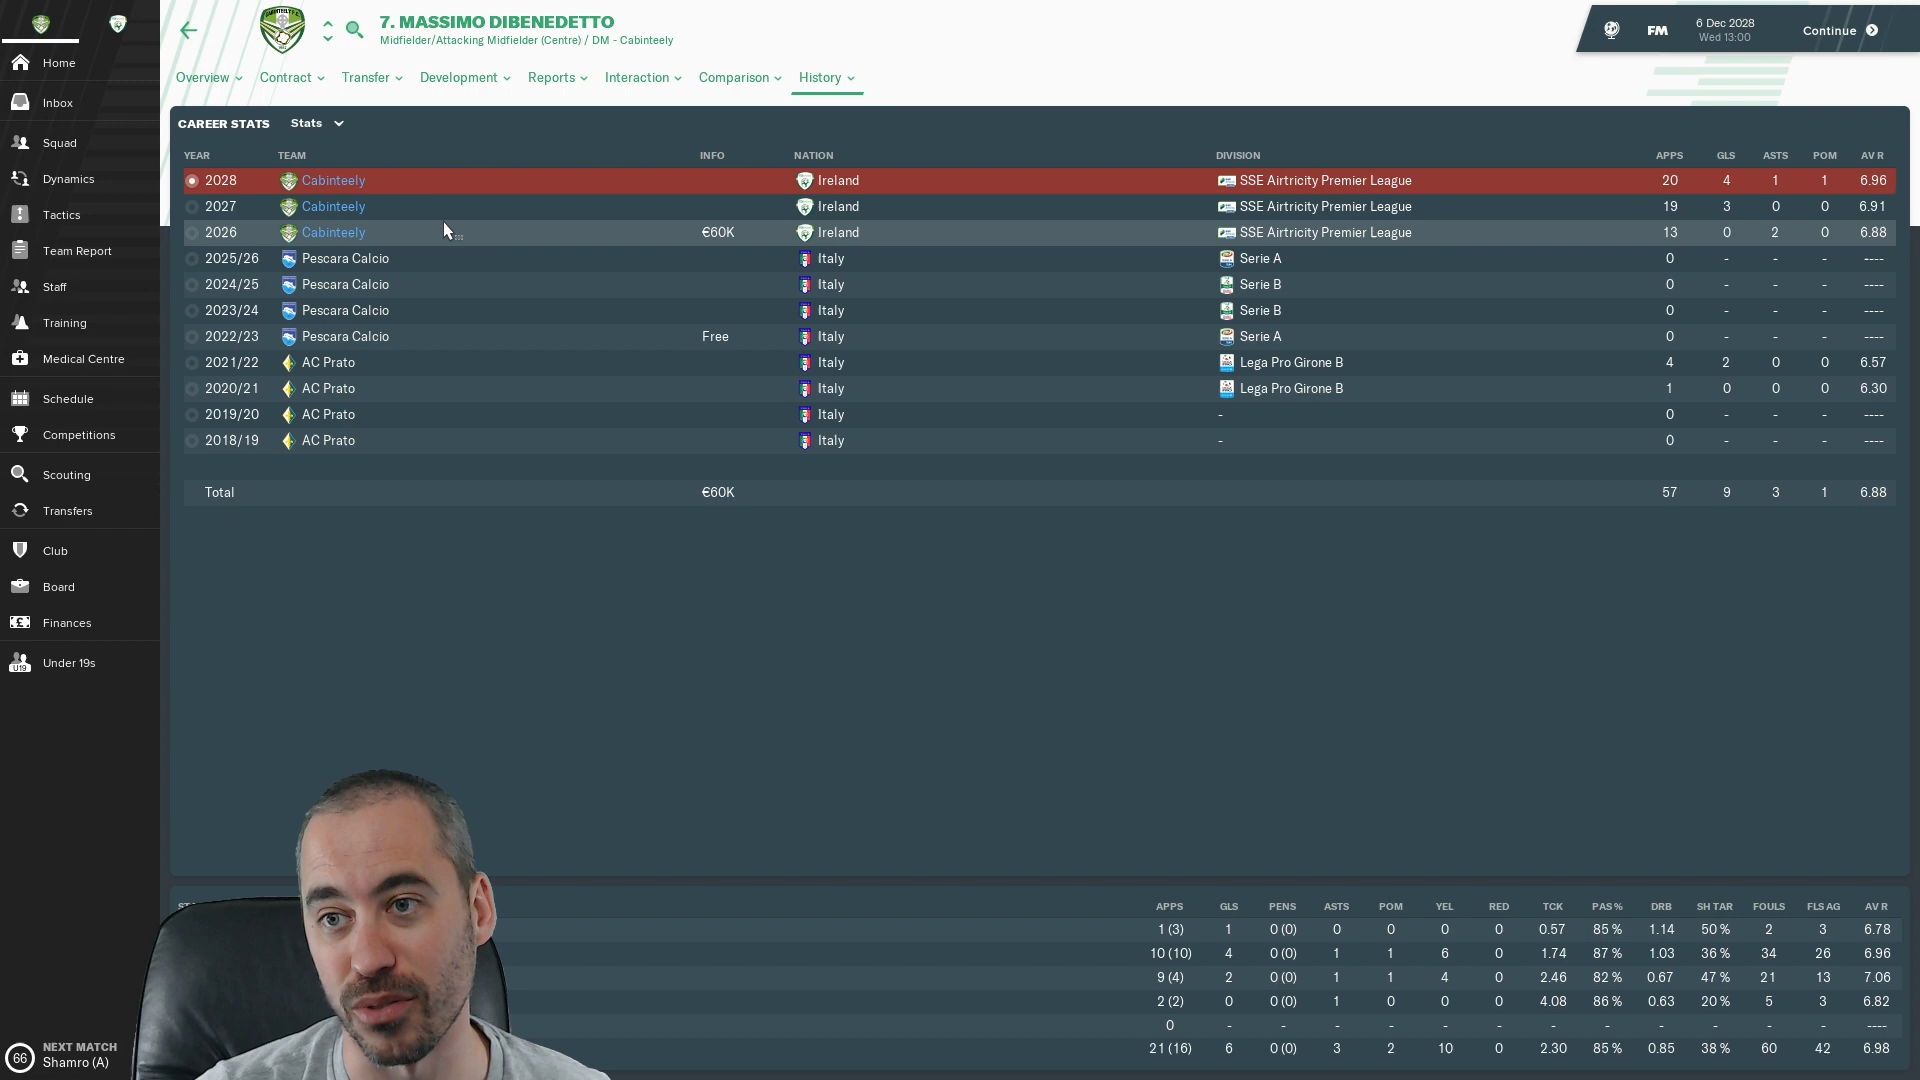 7. MASSIMO DIBENEDETTO
Midfielder/Attacking Midfielder (Centre) / DM - Cabinteely
FM
6 Dec 2028
Wed 13:00
Continue
Overview Contract Transfer Development Reports Interaction Comparison History
Home
Inbox
Squad
Dynamics
Tactics
Team Report
Staff
Training
Medical Centre
Schedule
Competitions
Scouting
Transfers
Club
Board
Finances
U19 Under 19s
66 NEXT MATCH
Shamro (A)
CAREER STATS Stats
YEAR TEAM INFO NATION DIVISION APPS GLS ASTS POM AV R
2028 Cabinteely Ireland SSE Airtricity Premier League 20 4 1 1 6.96
2027 Cabinteely Ireland SSE Airtricity Premier League 19 3 0 0 6.91
2026 Cabinteely €60K Ireland SSE Airtricity Premier League 13 0 2 0 6.88
2025/26 Pescara Calcio Italy Serie A 0 - - - ----
2024/25 Pescara Calcio Italy Serie B 0 - - - ----
2023/24 Pescara Calcio Italy Serie B 0 - - - ----
2022/23 Pescara Calcio Free Italy Serie A 0 - - - ----
2021/22 AC Prato Italy Lega Pro Girone B 4 2 0 0 6.57
2020/21 AC Prato Italy Lega Pro Girone B 1 0 0 0 6.30
2019/20 AC Prato Italy - 0 - - - ----
2018/19 AC Prato Italy - 0 - - - ----
Total €60K 57 9 3 1 6.88
APPS GLS PENS ASTS POM YEL RED TCK PAS % DRB SH TAR FOULS FLS AG AV R
1 (3) 1 0 (0) 0 0 0 0 0.57 85 % 1.14 50 % 2 3 6.78
10 (10) 4 0 (0) 1 1 6 0 1.74 87 % 1.03 36 % 34 26 6.96
9 (4) 2 0 (0) 1 1 4 0 2.46 82 % 0.67 47 % 21 13 7.06
2 (2) 0 0 (0) 1 0 0 0 4.08 86 % 0.63 20 % 5 3 6.82
0 - - - - - - - - - - - - ----
21 (16) 6 0 (0) 3 2 10 0 2.30 85 % 0.85 38 % 60 42 6.98